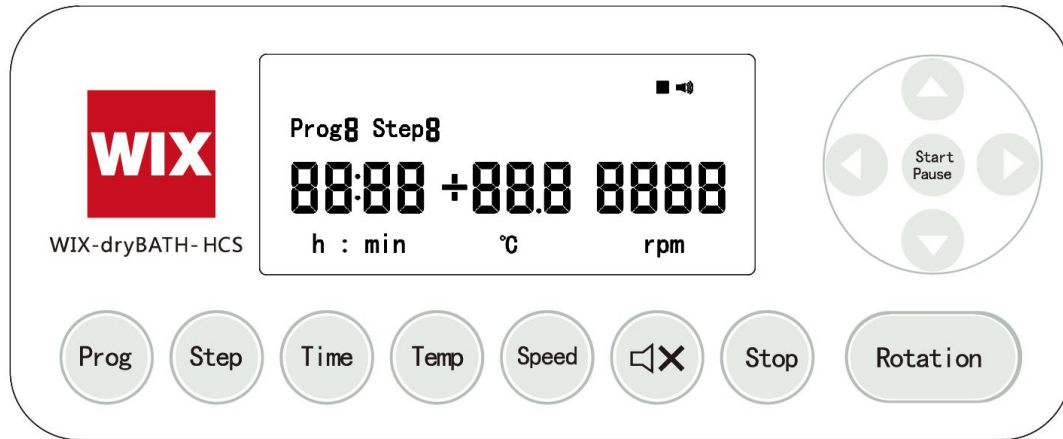 WIX
WIX-dryBATH-HCS
Prog8 Step8
88:88 ÷88.8 8888
h : min ℃ rpm
Start
Pause
Prog Step Time Temp Speed Stop Rotation